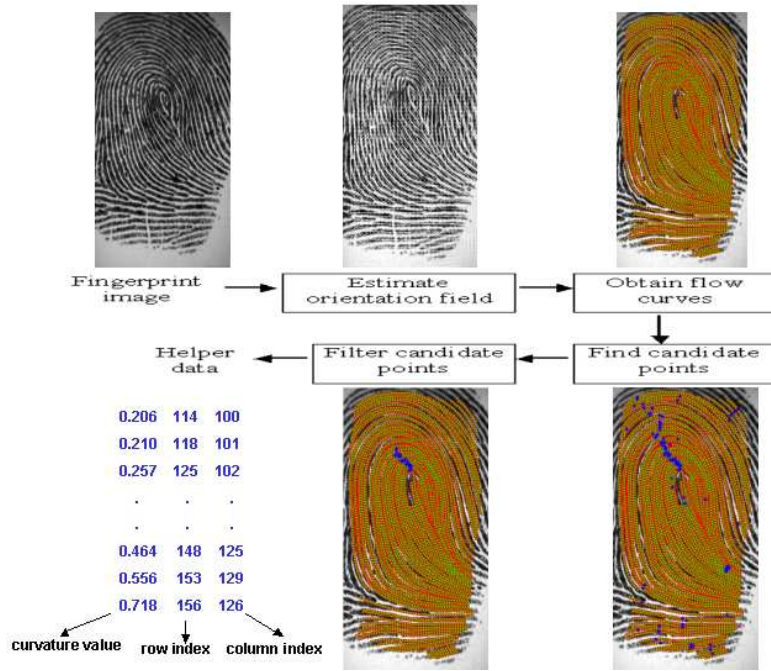 Fingerprint
image
Estimate
orientation field
Obtain flow
curves
Helper
data
Filter candidate
points
Find candidate
points
0.206 114 100
0.210 118 101
0.257 125 102
. . .
. . .
0.464 148 125
0.556 153 129
0.718 156 126
curvature value row index column index